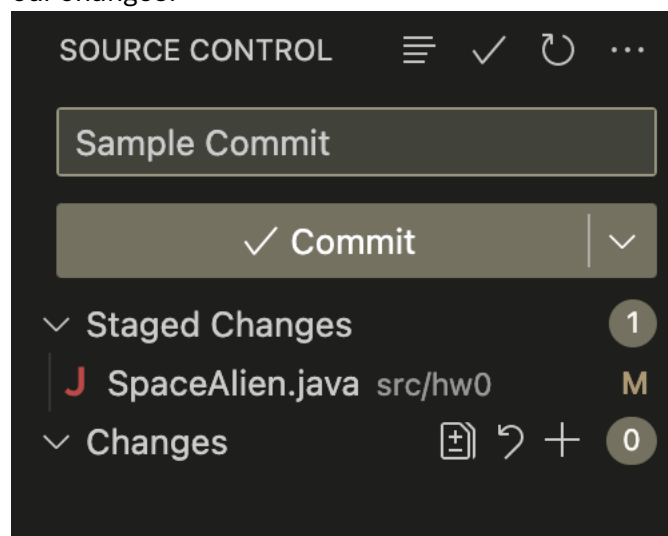 SOURCE CONTROL
Sample Commit
Commit
Staged Changes 1
J SpaceAlien.java src/hw0 M
Changes 0